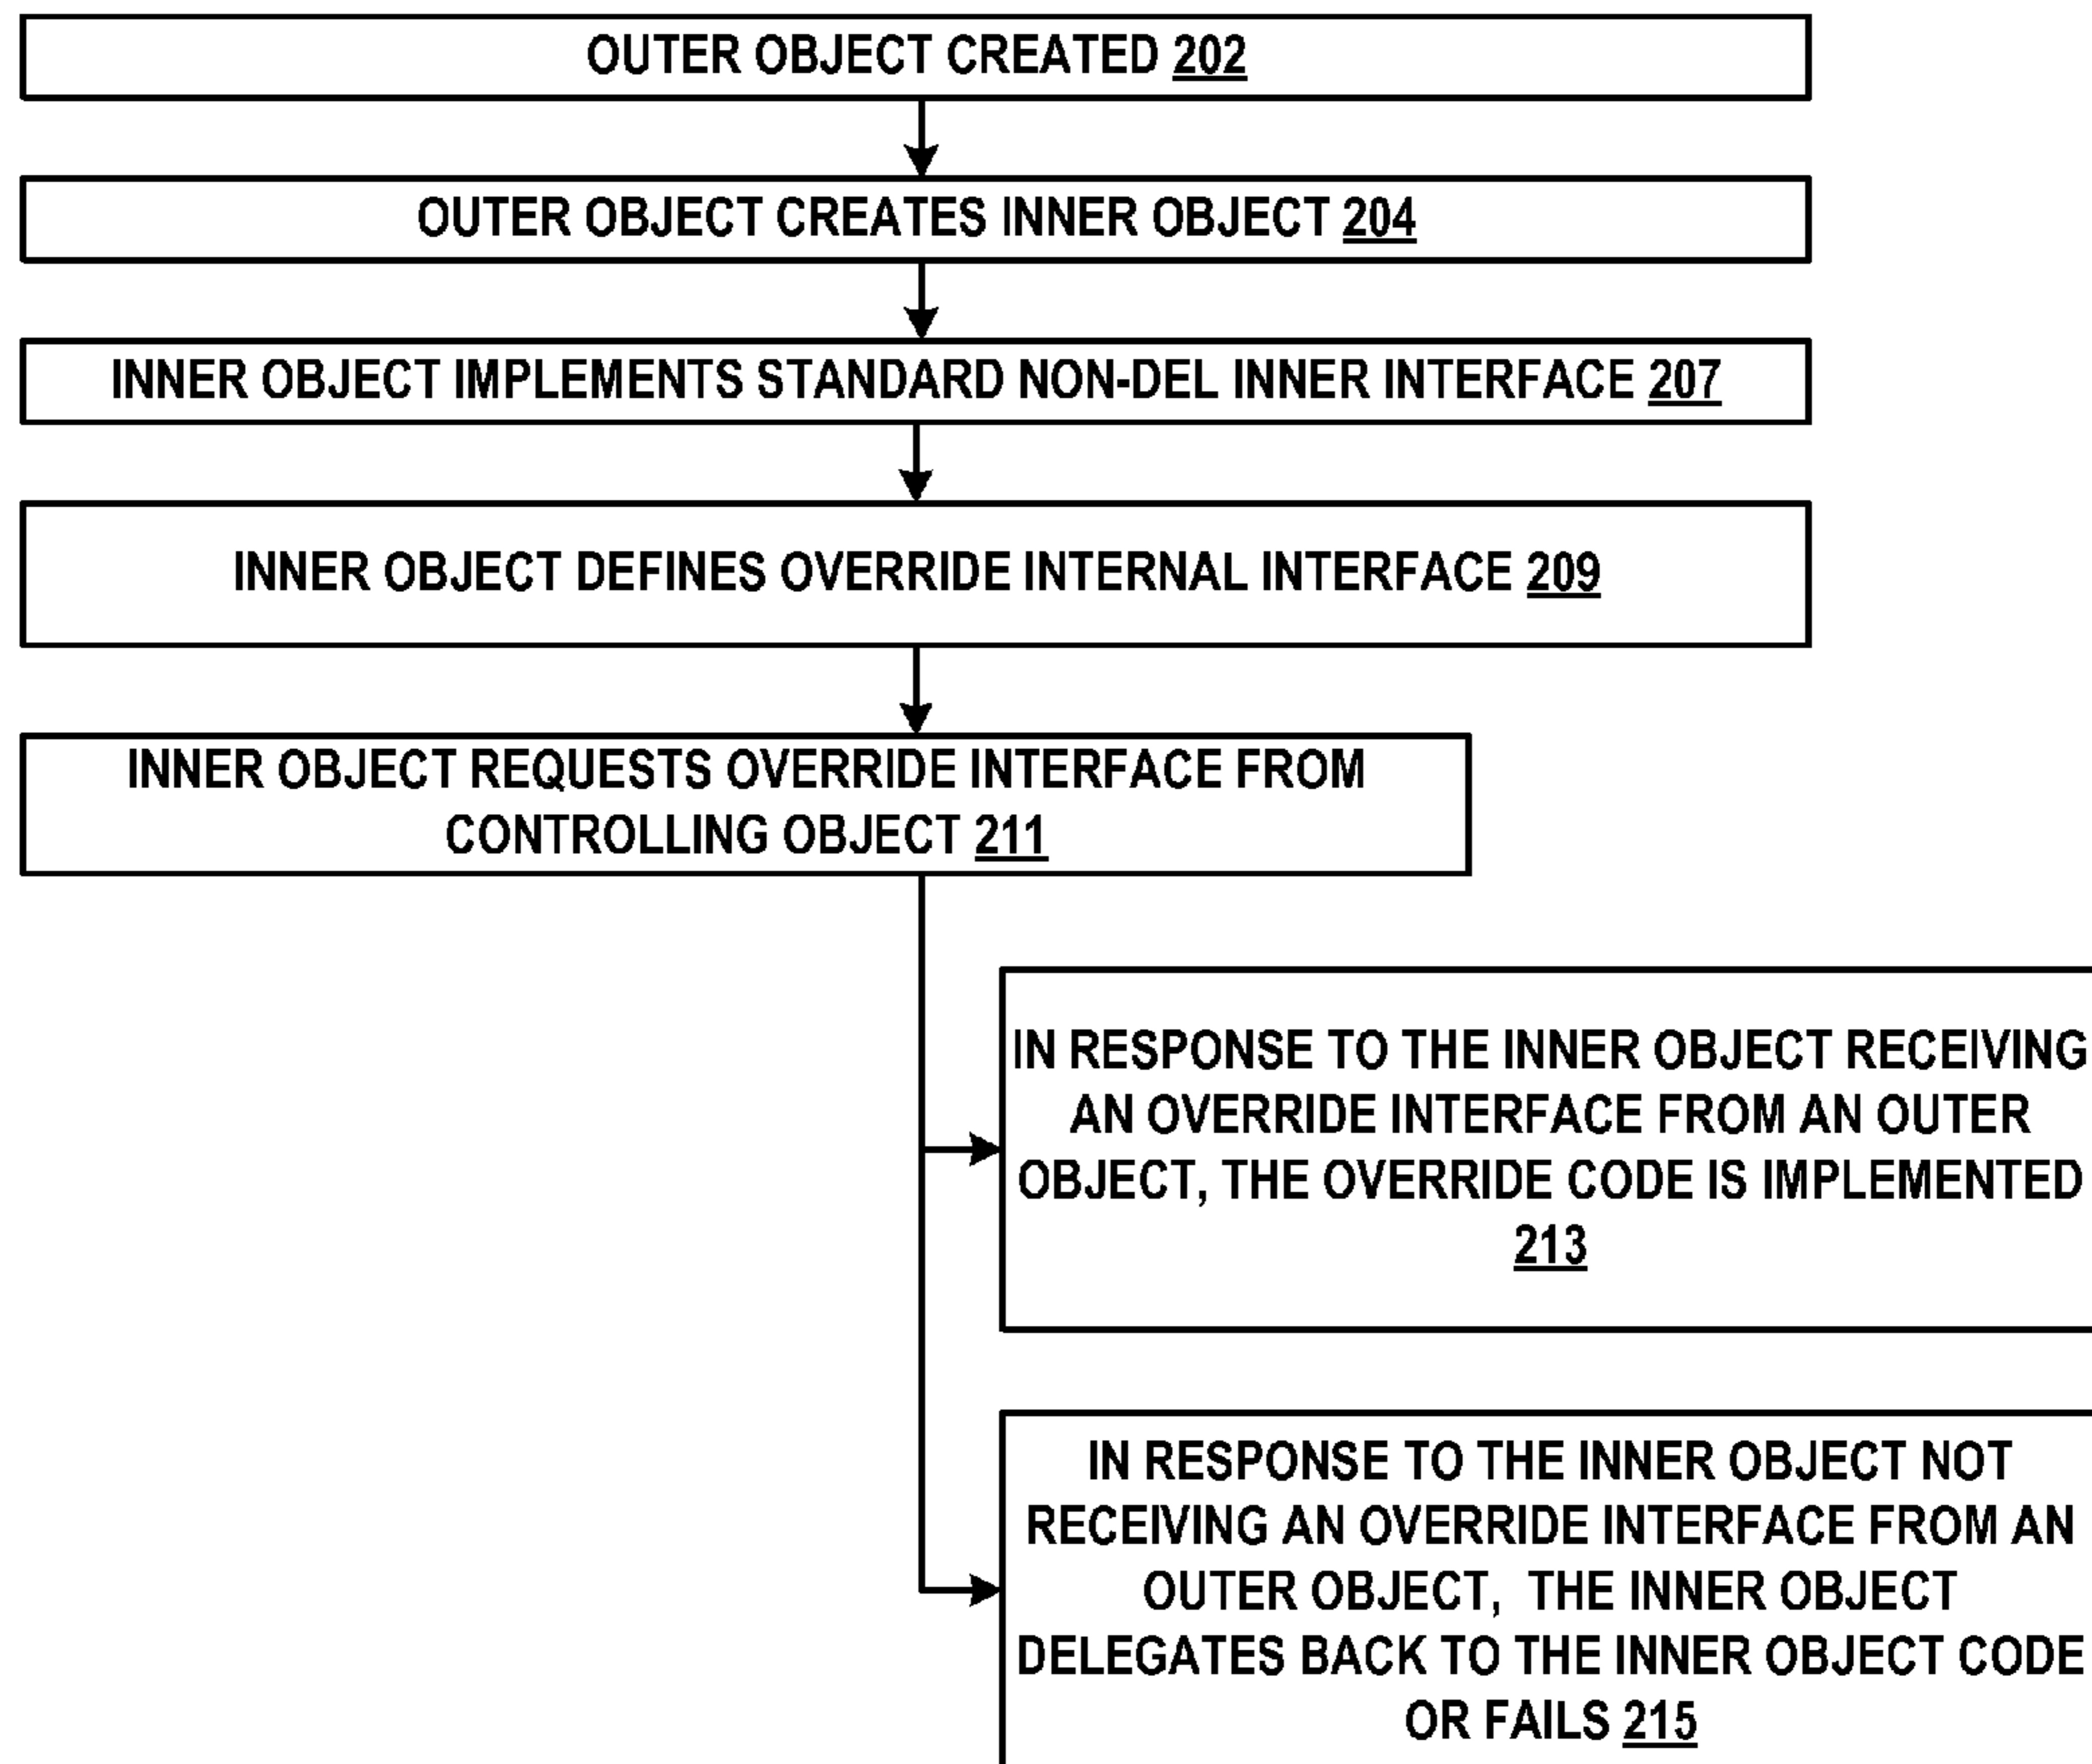 OUTER OBJECT CREATED 202
OUTER OBJECT CREATES INNER OBJECT 204
INNER OBJECT IMPLEMENTS STANDARD NON-DEL INNER INTERFACE 207
INNER OBJECT DEFINES OVERRIDE INTERNAL INTERFACE 209
INNER OBJECT REQUESTS OVERRIDE INTERFACE FROM
CONTROLLING OBJECT 211
IN RESPONSE TO THE INNER OBJECT RECEIVING
AN OVERRIDE INTERFACE FROM AN OUTER
OBJECT, THE OVERRIDE CODE IS IMPLEMENTED
213
IN RESPONSE TO THE INNER OBJECT NOT
RECEIVING AN OVERRIDE INTERFACE FROM AN
OUTER OBJECT, THE INNER OBJECT
DELEGATES BACK TO THE INNER OBJECT CODE
OR FAILS 215